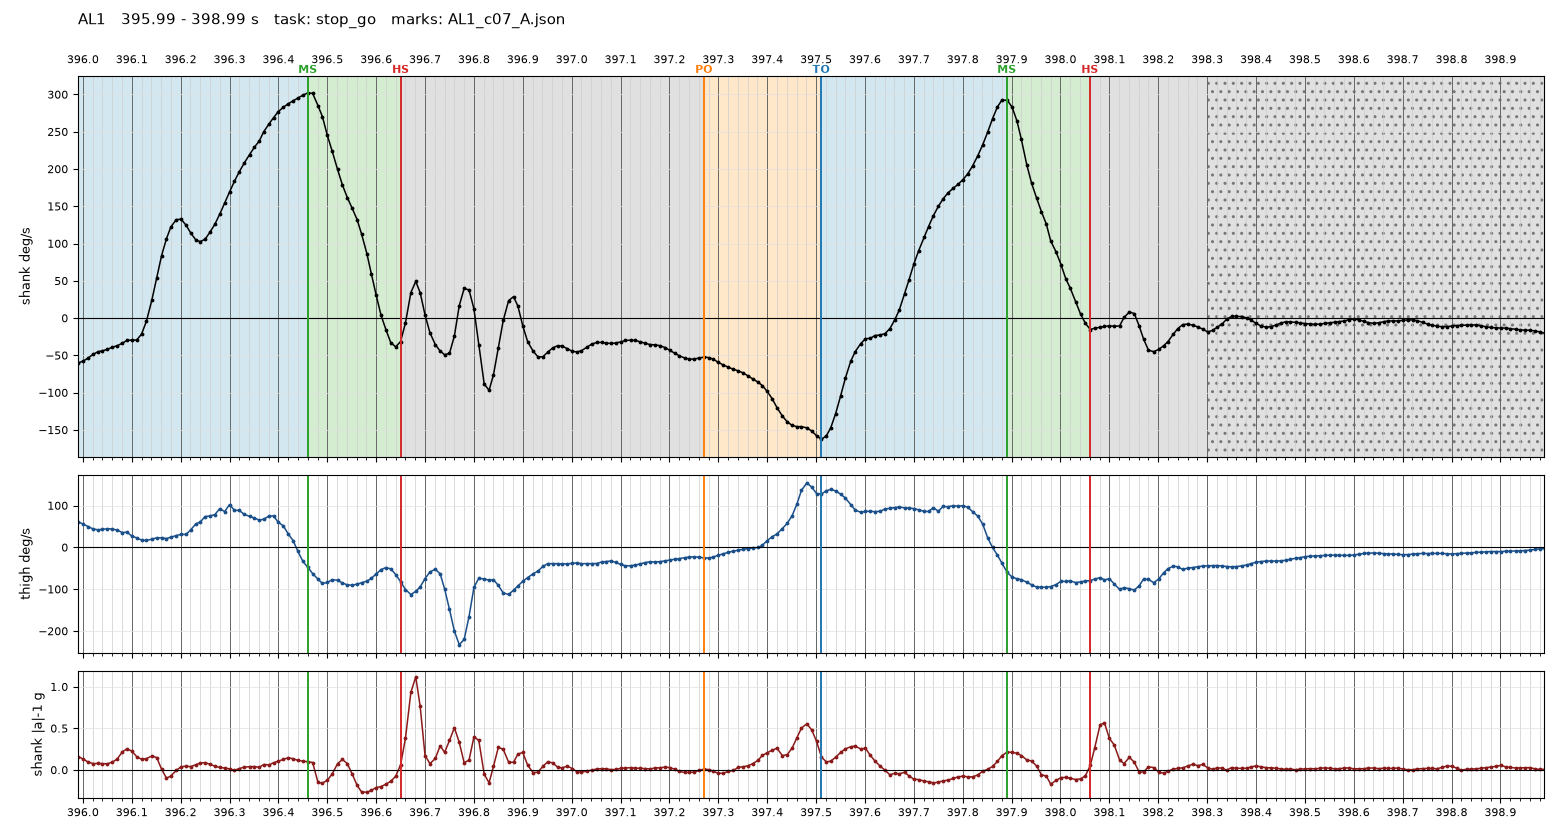 AL1 395.99 - 398.99 s task: stop_go marks: AL1_c07_A.json
396.0 396.1 396.2 396.3 396.4 396.5 396.6 396.7 396.8 396.9 397.0 397.1 397.2 397.3 397.4 397.5 397.6 397.7 397.8 397.9 398.0 398.1 398.2 398.3 398.4 398.5 398.6 398.7 398.8 398.9
MS HS PO TO MS HS
300
250
200
150
100
50
0
−50
−100
−150
shank deg/s
100
0
−100
−200
thigh deg/s
1.0
0.5
0.0
shank |a|-1 g
396.0 396.1 396.2 396.3 396.4 396.5 396.6 396.7 396.8 396.9 397.0 397.1 397.2 397.3 397.4 397.5 397.6 397.7 397.8 397.9 398.0 398.1 398.2 398.3 398.4 398.5 398.6 398.7 398.8 398.9